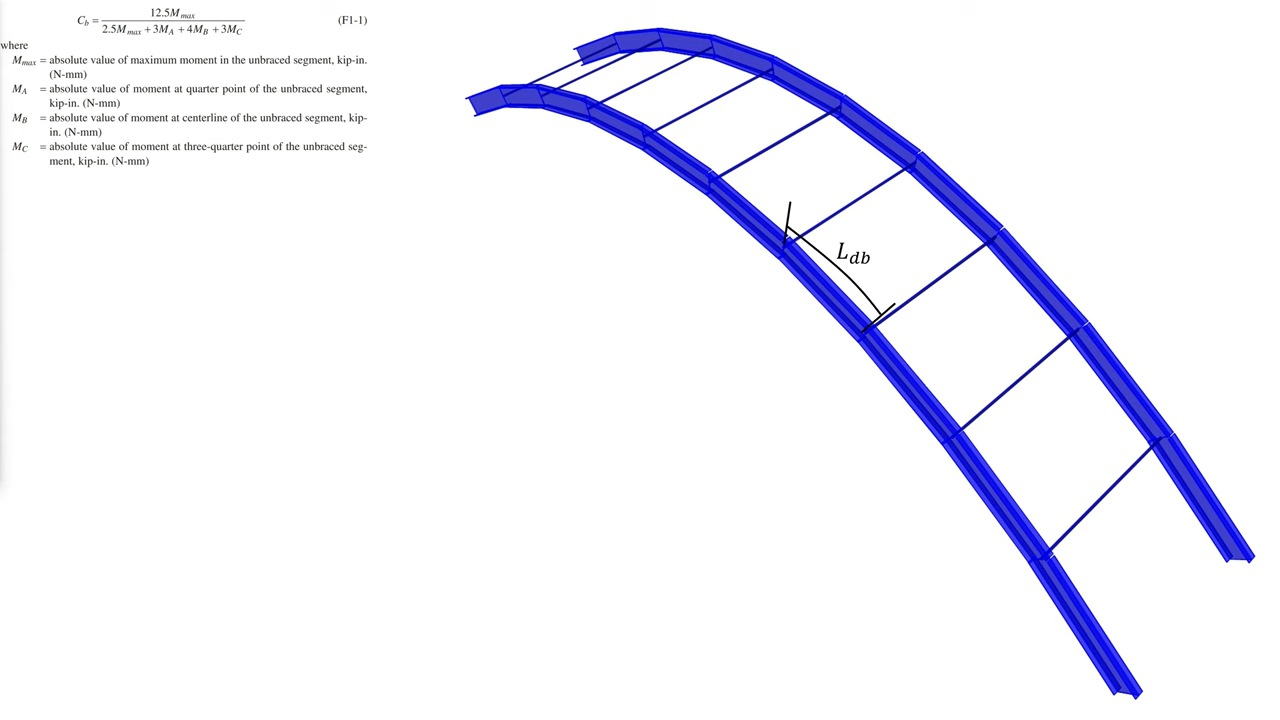 C_b = 12.5M_max / 2.5M_max + 3M_A + 4M_B + 3M_C (F1-1)
where
M_max = absolute value of maximum moment in the unbraced segment, kip-in.
(N-mm)
M_A = absolute value of moment at quarter point of the unbraced segment,
kip-in. (N-mm)
M_B = absolute value of moment at centerline of the unbraced segment, kip-
in. (N-mm)
M_C = absolute value of moment at three-quarter point of the unbraced seg-
ment, kip-in. (N-mm)
L_db